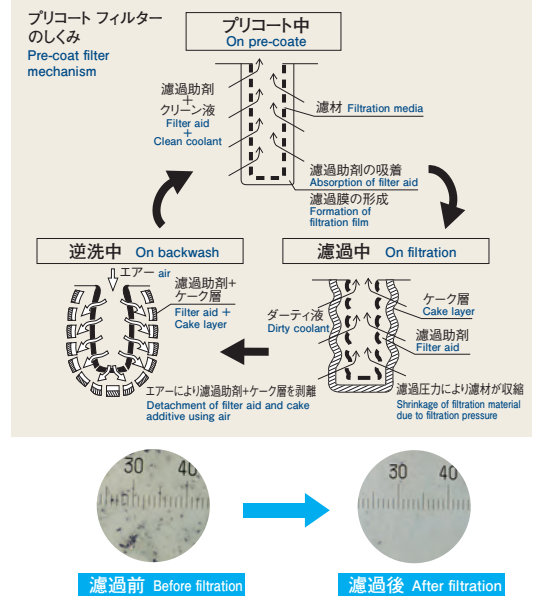 プリコート フィルター
のしくみ
Pre-coat filter
mechanism
プリコート中
On pre-coate
濾過助剤
＋
クリーン液
Filter aid
+
Clean coolant
濾材 Filtration media
濾過助剤の吸着
Absorption of filter aid
濾過膜の形成
Formation of
filtration film
逆洗中 On backwash
エアー air
濾過助剤+
ケーク層
Filter aid +
Cake layer
エアーにより濾過助剤+ケーク層を剥離
Detachment of filter aid and cake
additive using air
濾過中 On filtration
ダーティ液
Dirty coolant
ケーク層
Cake layer
濾過助剤
Filter aid
濾過圧力により濾材が収縮
Shrinkage of filtration material
due to filtration pressure
30 40
30 40
濾過前 Before filtration
濾過後 After filtration